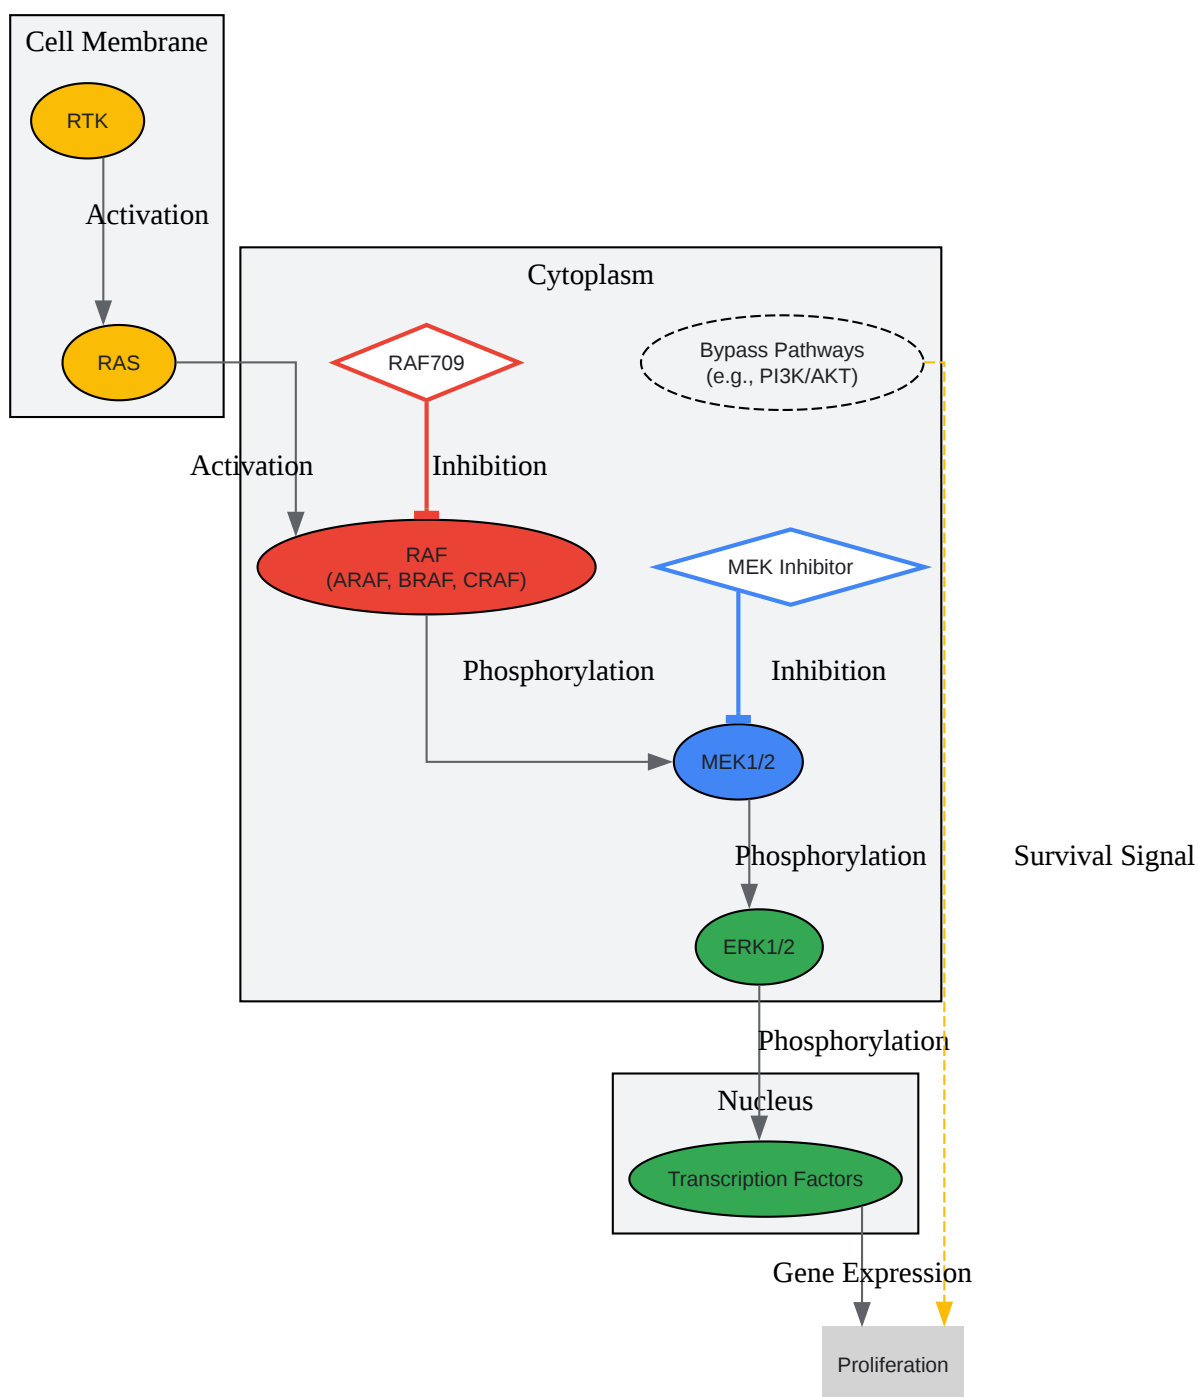 Cell Membrane
RTK
Activation
RAS
Cytoplasm
RAF709
Bypass Pathways
(e.g., PI3K/AKT)
Activation
Inhibition
RAF
(ARAF, BRAF, CRAF)
MEK Inhibitor
Phosphorylation
Inhibition
MEK1/2
Phosphorylation
Survival Signal
ERK1/2
Phosphorylation
Nucleus
Transcription Factors
Gene Expression
Proliferation